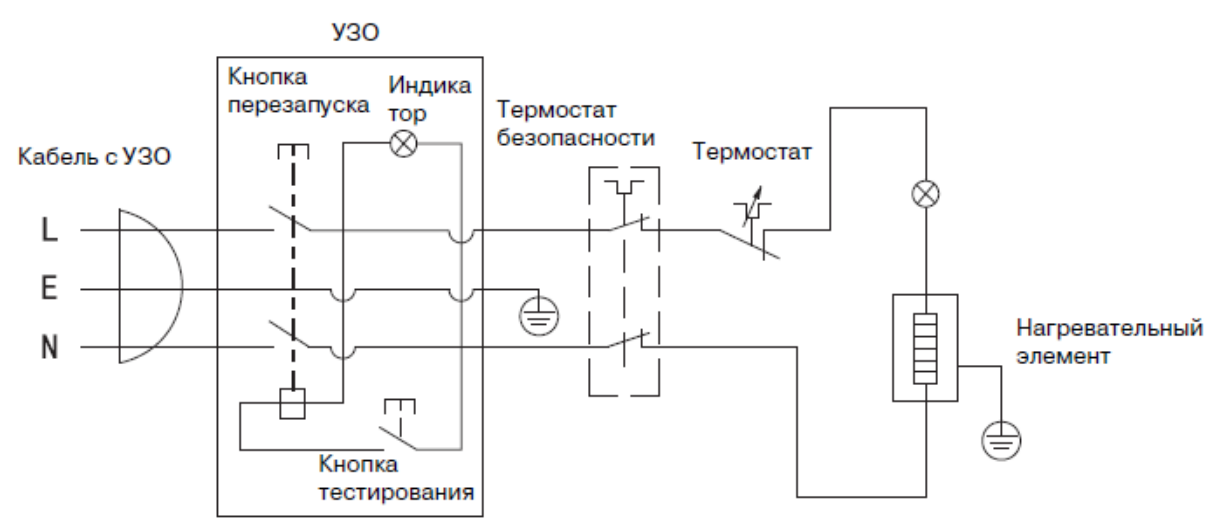 УЗО
Кнопка
перезапуска
Индика
тор
Термостат
безопасности
Термостат
Кабель с УЗО
L
E
N
Нагревательный
элемент
Кнопка
тестирования